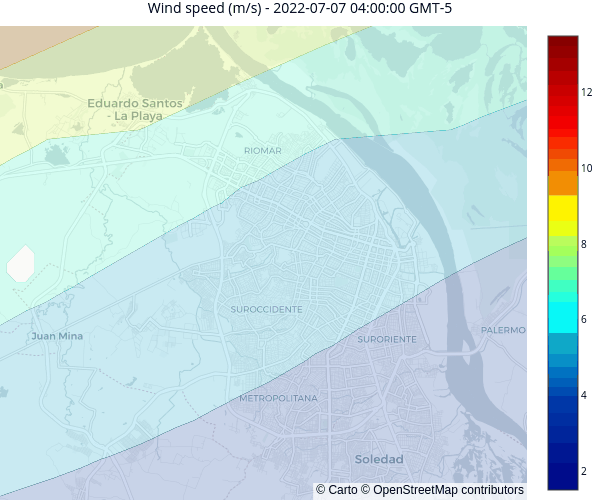 Wind speed (m/s) - 2022-07-07 04:00:00 GMT-5
Eduardo Santos
- La Playa
RIOMAR
SUROCCIDENTE
Juan Mina
SURORIENTE
PALERMO
METROPOLITANA
Soledad
© Carto © OpenStreetMap contributors
12
10
8
6
4
2